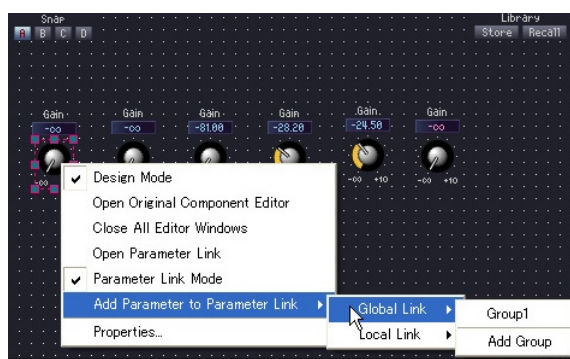 Snap
Library
A B C D
Store Recall
Gain Gain Gain Gain Gain Gain
-∞ -∞ -81.00 -28.20 -24.50 -∞
-∞ -∞ +10 -∞ +10
Design Mode
Open Original Component Editor
Close All Editor Windows
Open Parameter Link
Parameter Link Mode
Add Parameter to Parameter Link
Global Link
Group1
Properties...
Local Link
Add Group